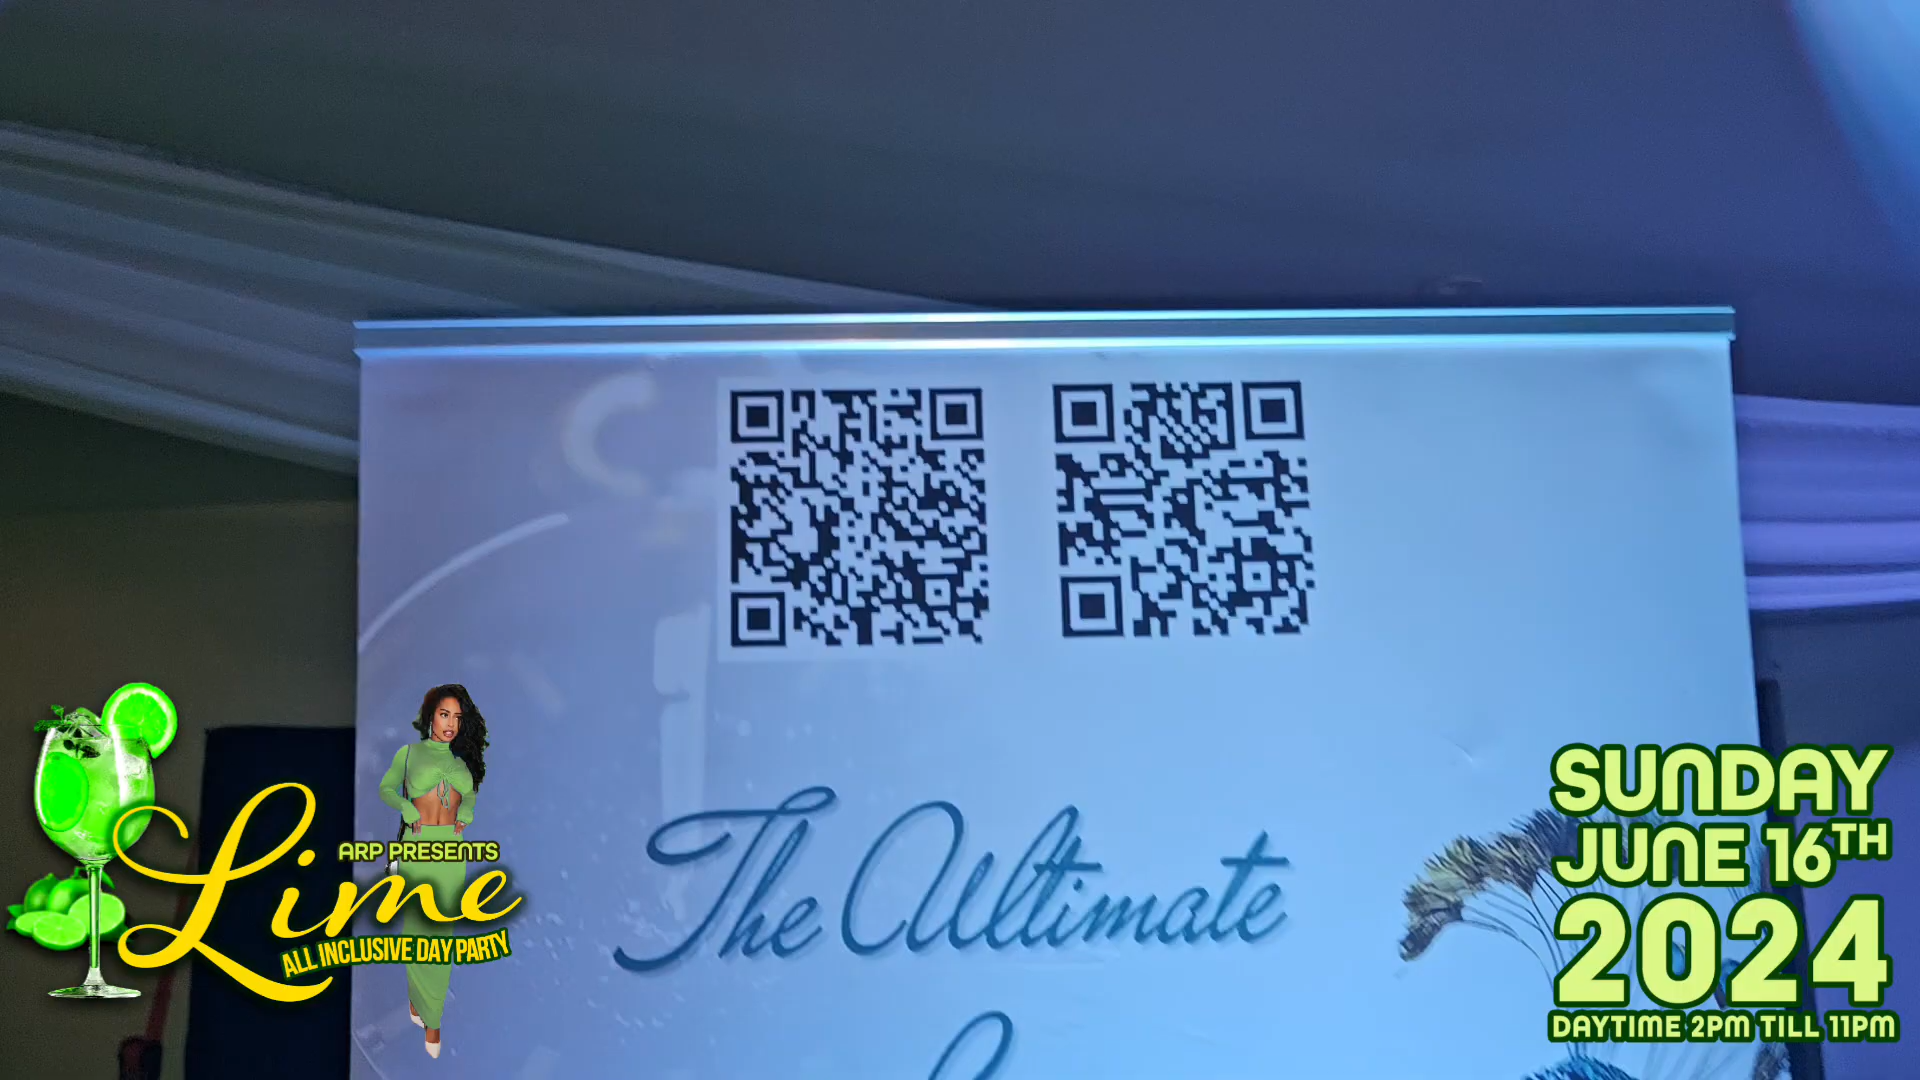 The Ultimate
ARP PRESENTS
Lime
ALL INCLUSIVE DAY PARTY
SUNDAY
JUNE 16TH
2024
DAYTIME 2PM TILL 11PM